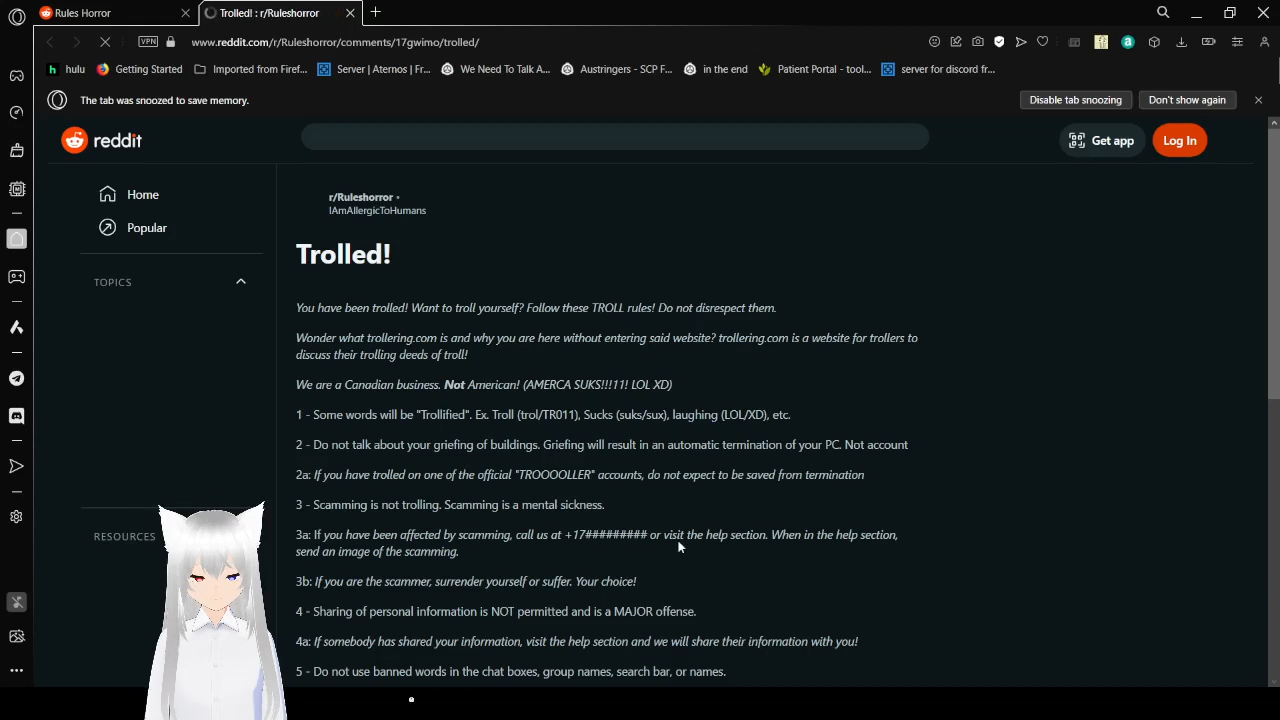 Rules Horror
Trolled! : r/Ruleshorror
VPN
www.reddit.com/r/Ruleshorror/comments/17gwimo/trolled/
hulu
Getting Started
Imported from Firef...
Server | Aternos | Fr...
We Need To Talk A...
Austringers - SCP F...
in the end
Patient Portal - tool...
server for discord fr...
The tab was snoozed to save memory.
Disable tab snoozing
Don't show again
reddit
Get app
Log In
Home
Popular
TOPICS
RESOURCES
r/Ruleshorror •
IAmAllergicToHumans
Trolled!
You have been trolled! Want to troll yourself? Follow these TROLL rules! Do not disrespect them.
Wonder what trollering.com is and why you are here without entering said website? trollering.com is a website for trollers to
discuss their trolling deeds of troll!
We are a Canadian business. Not American! (AMERCA SUKS!!!11! LOL XD)
1 - Some words will be "Trollified". Ex. Troll (trol/TR011), Sucks (suks/sux), laughing (LOL/XD), etc.
2 - Do not talk about your griefing of buildings. Griefing will result in an automatic termination of your PC. Not account
2a: If you have trolled on one of the official "TROOOOLLER" accounts, do not expect to be saved from termination
3 - Scamming is not trolling. Scamming is a mental sickness.
3a: If you have been affected by scamming, call us at +17######### or visit the help section. When in the help section,
send an image of the scamming.
3b: If you are the scammer, surrender yourself or suffer. Your choice!
4 - Sharing of personal information is NOT permitted and is a MAJOR offense.
4a: If somebody has shared your information, visit the help section and we will share their information with you!
5 - Do not use banned words in the chat boxes, group names, search bar, or names.